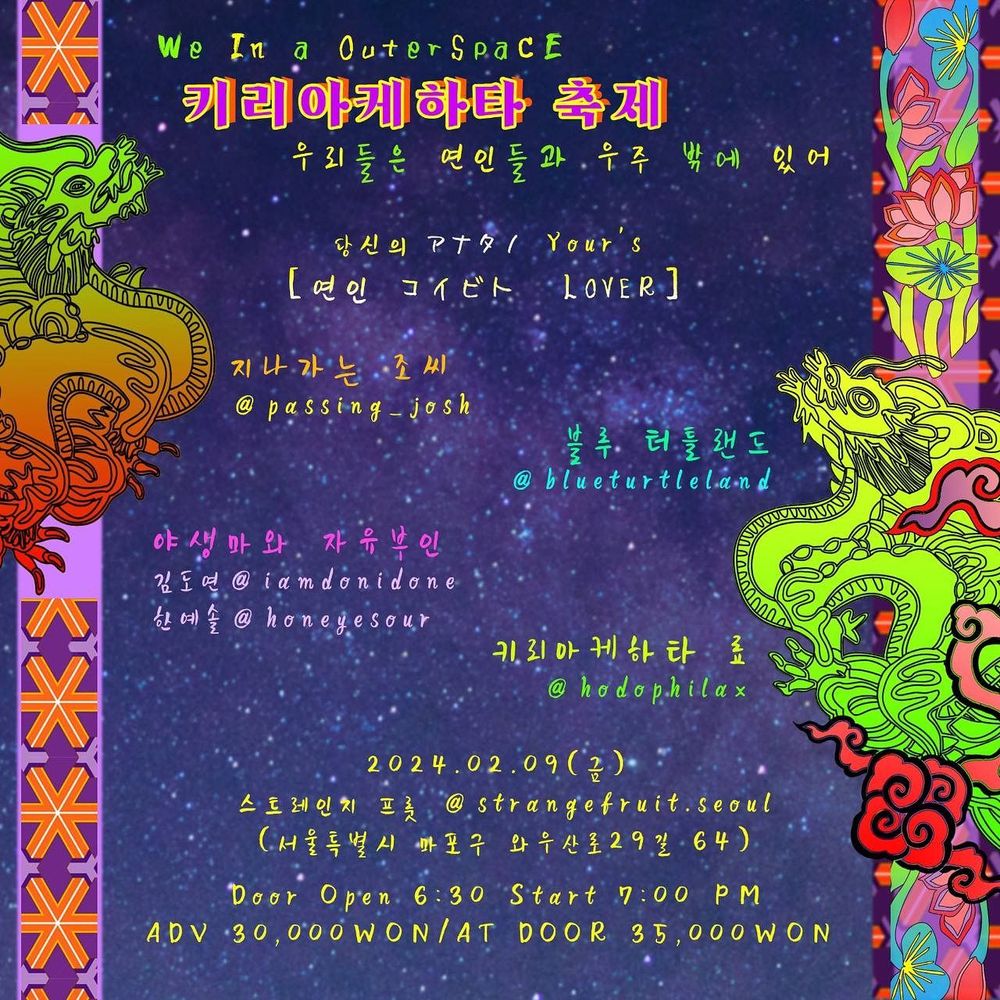 We In a OuterSpaCE
키리아케하타 축제
우리들은 연인들과 우주 밖에 있어
당신의 アナタノ Your's
[연인 コイビト LOVER]
지나가는 조씨
@passing_josh
블루 터틀랜드
@blueturtleland
야생마와 자유부인
김도연@iamdonidone
한예솔@honeyesour
키리아케하타 료
@hodophilax
2024.02.09(금)
스트레인지 프룻 @strangefruit.seoul
(서울특별시 마포구 와우산로29길 64)
Door Open 6:30 Start 7:00 PM
ADV 30,000WON/AT DOOR 35,000WON